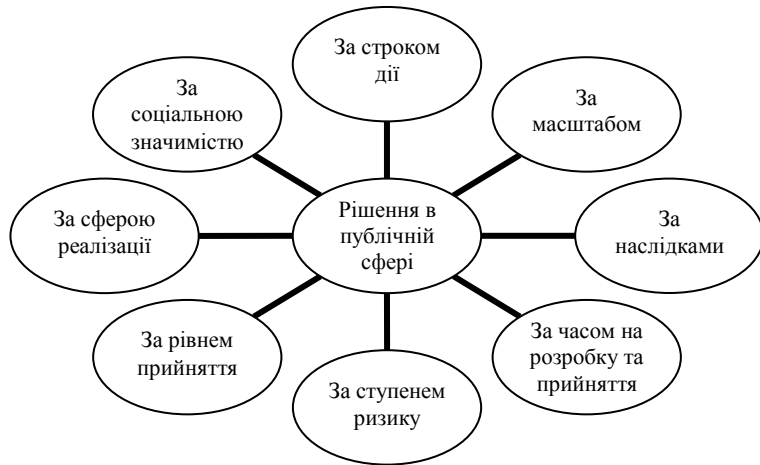 За строком
дії
За
соціальною
значимістю
За
масштабом
За сферою
реалізації
Рішення в
публічній
сфері
За
наслідками
За рівнем
прийняття
За ступенем
ризику
За часом на
розробку та
прийняття